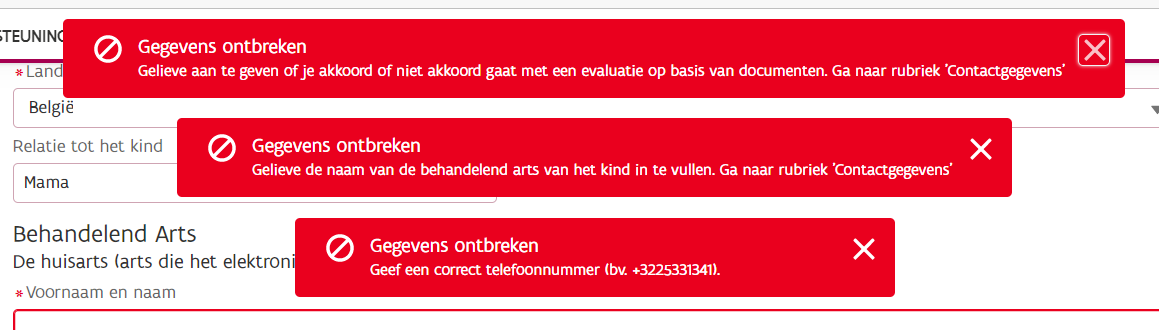 STEUNING
Gegevens ontbreken
Gelieve aan te geven of je akkoord of niet akkoord gaat met een evaluatie op basis van documenten. Ga naar rubriek 'Contactgegevens'
* Land
België
Gegevens ontbreken
Gelieve de naam van de behandelend arts van het kind in te vullen. Ga naar rubriek 'Contactgegevens'
Relatie tot het kind
Mama
Behandelend Arts
Gegevens ontbreken
Geef een correct telefoonnummer (bv. +3225331341).
De huisarts (arts die het elektroni
* Voornaam en naam